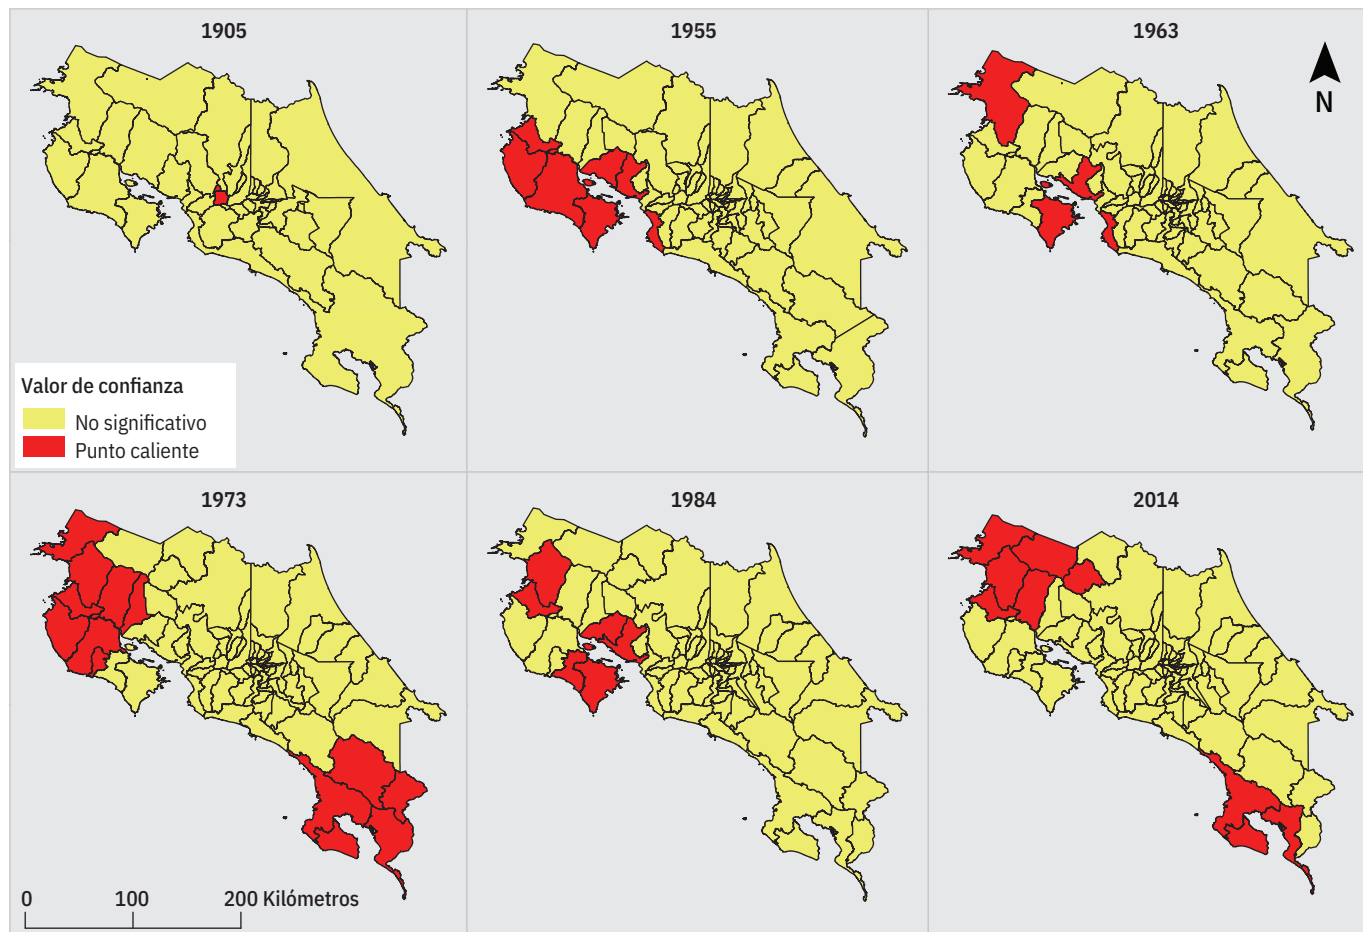 1905
1955
1963
N
Valor de confianza
No significativo
Punto caliente
1973
1984
2014
0 100 200 Kilómetros